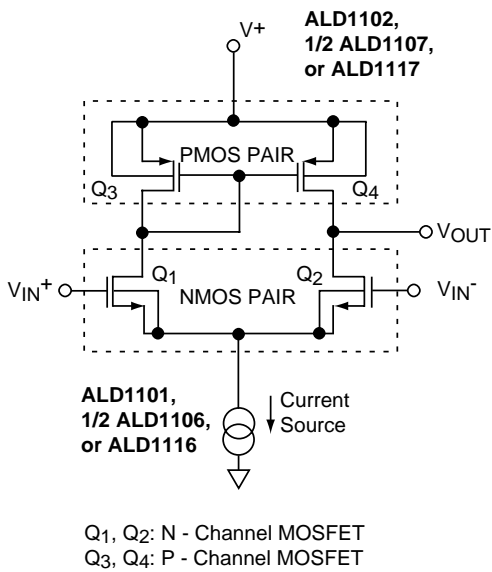 V+
ALD1102,
1/2 ALD1107,
or ALD1117
PMOS PAIR
Q3
Q4
VOUT
Q1
Q2
VIN+
NMOS PAIR
VIN-
ALD1101,
1/2 ALD1106,
or ALD1116
Current
Source
Q1, Q2: N - Channel MOSFET
Q3, Q4: P - Channel MOSFET